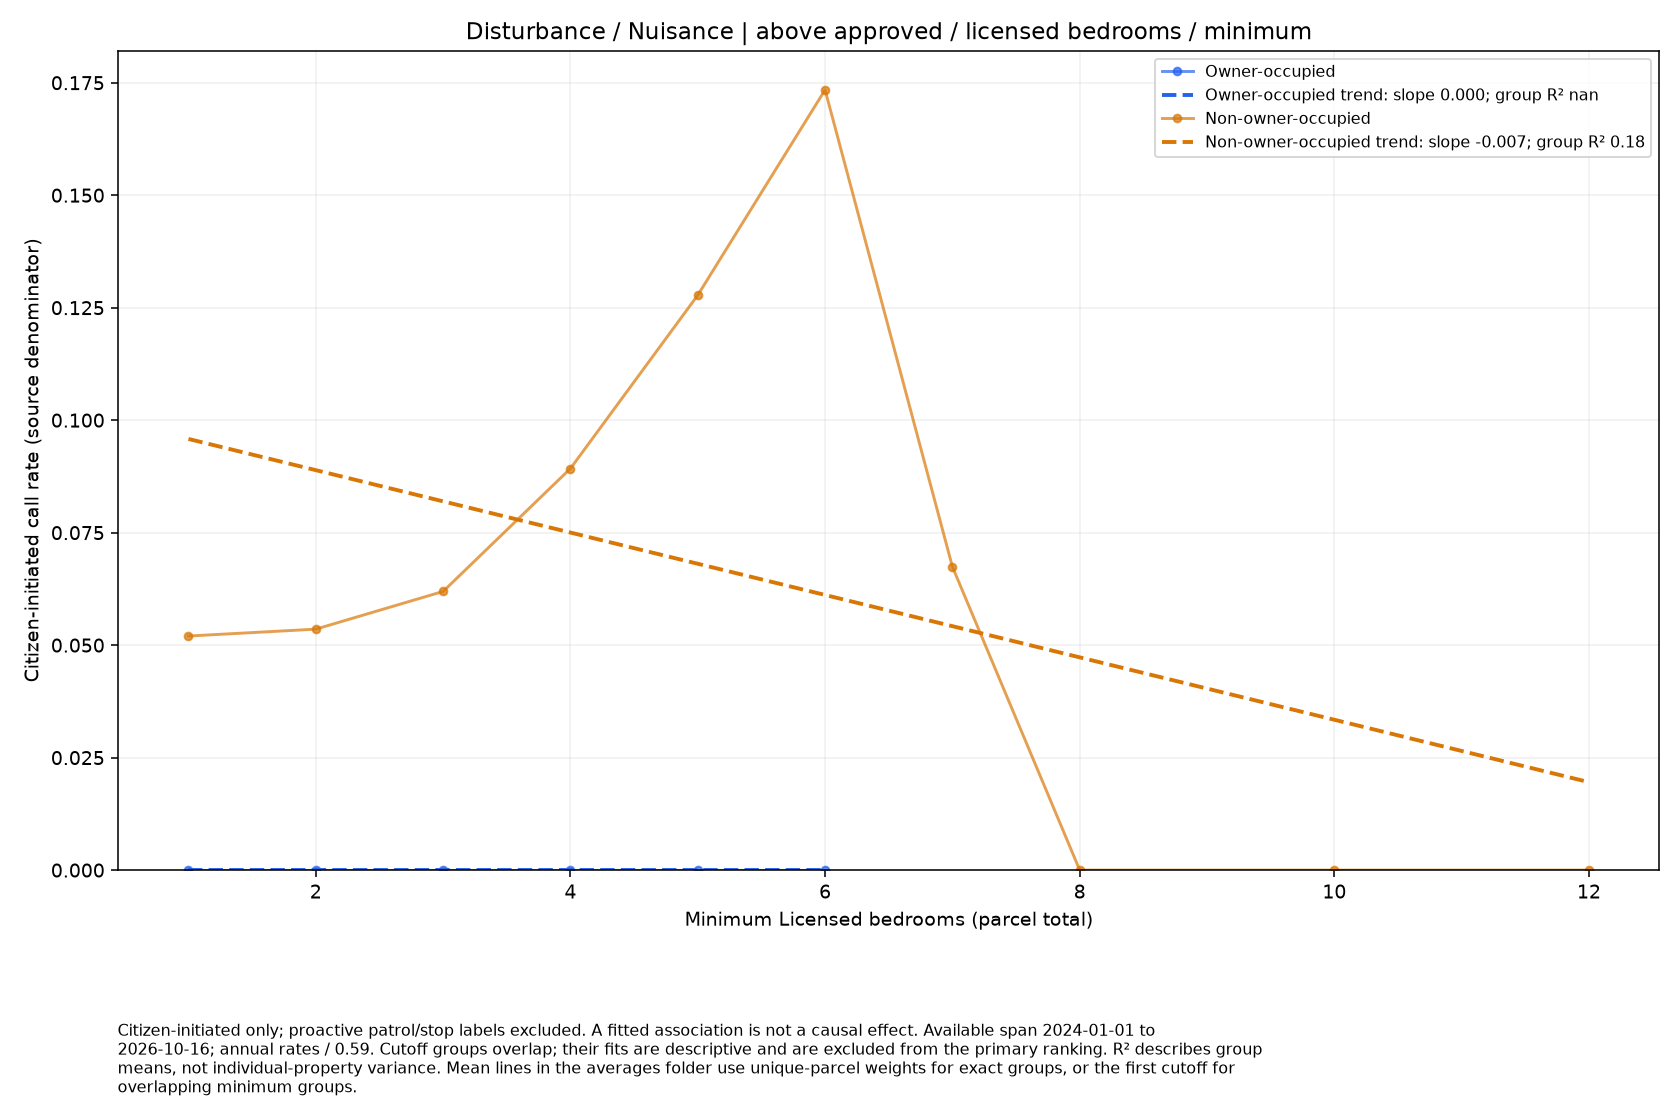 Disturbance / Nuisance | above approved / licensed bedrooms / minimum
Owner-occupied
Owner-occupied trend: slope 0.000; group R² nan
Non-owner-occupied
Non-owner-occupied trend: slope -0.007; group R² 0.18
Citizen-initiated call rate (source denominator)
0.175
0.150
0.125
0.100
0.075
0.050
0.025
0.000
2
4
6
8
10
12
Minimum Licensed bedrooms (parcel total)
Citizen-initiated only; proactive patrol/stop labels excluded. A fitted association is not a causal effect. Available span 2024-01-01 to
2026-10-16; annual rates / 0.59. Cutoff groups overlap; their fits are descriptive and are excluded from the primary ranking. R² describes group
means, not individual-property variance. Mean lines in the averages folder use unique-parcel weights for exact groups, or the first cutoff for
overlapping minimum groups.